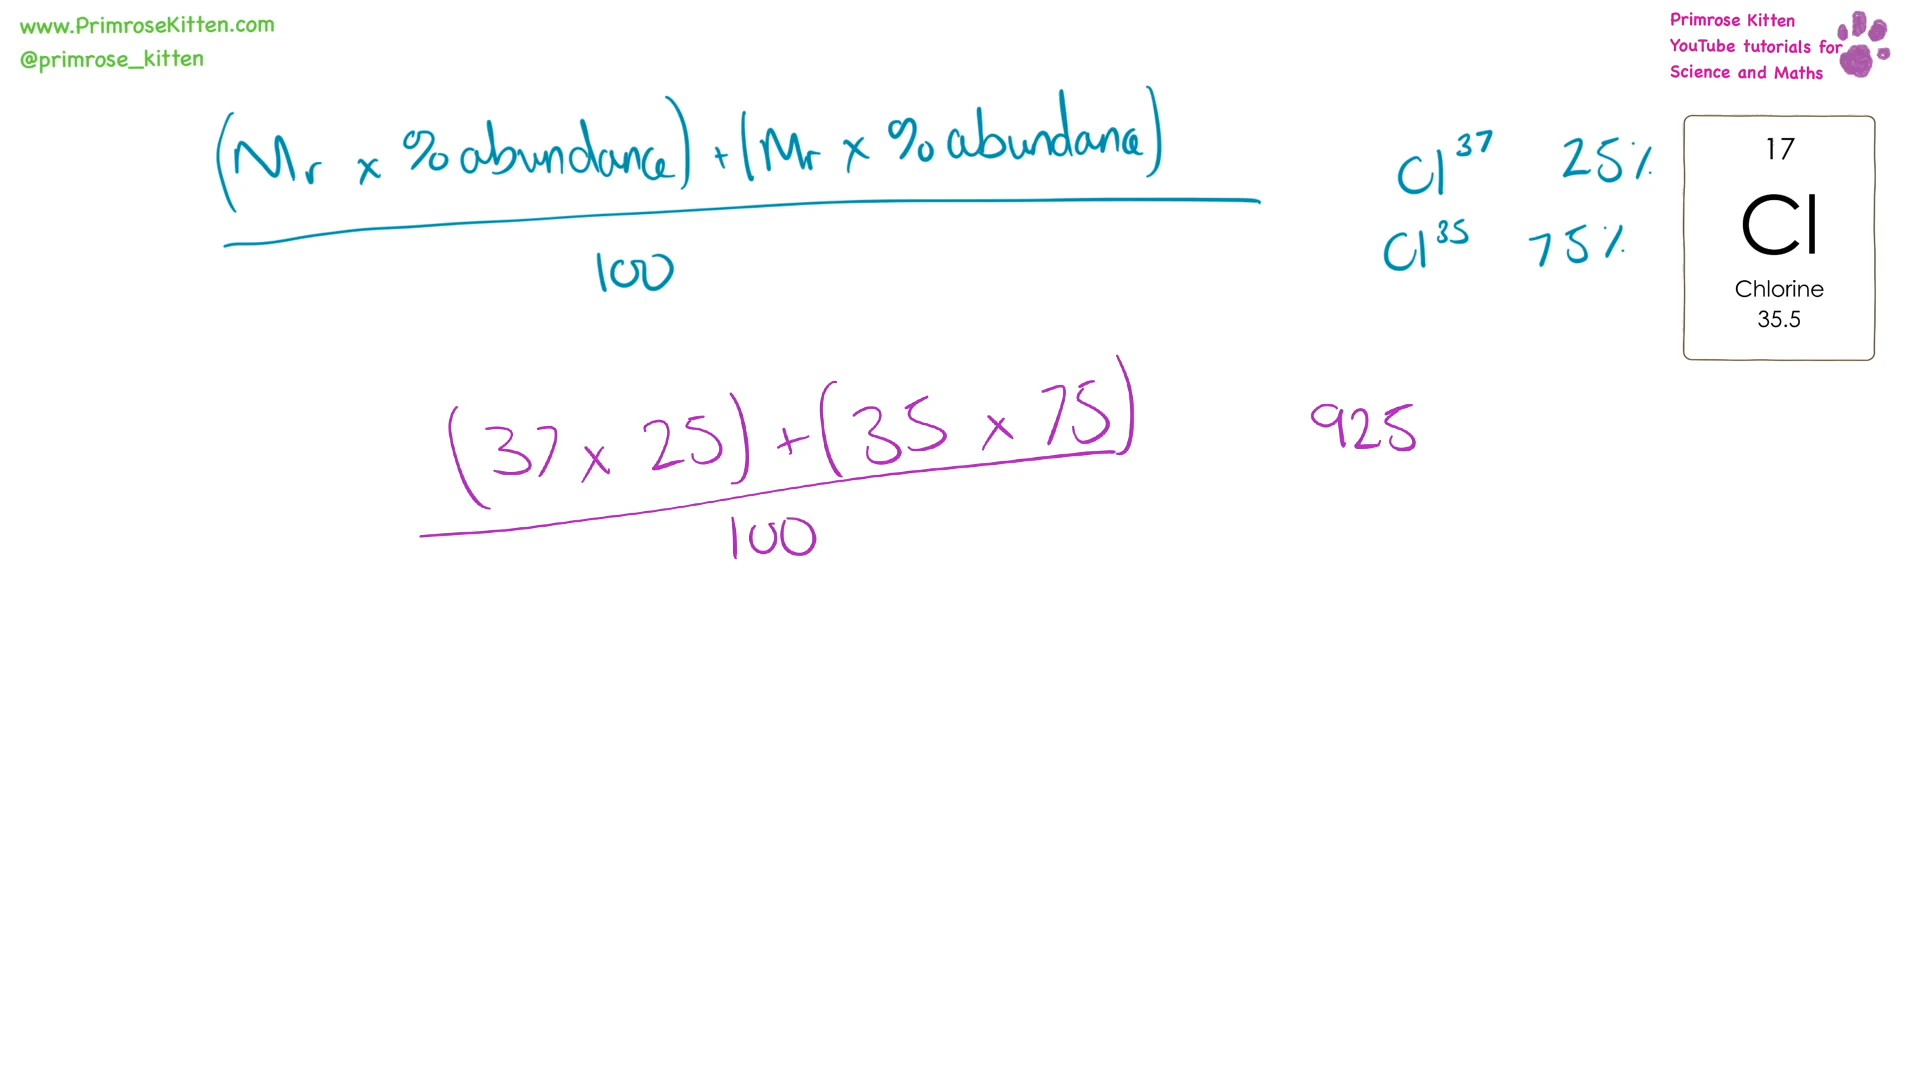 www.PrimroseKitten.com
@primrose_kitten
Primrose Kitten
YouTube tutorials for
Science and Maths
(Mr x % abundance) + (Mr x % abundance)
100
Cl³⁷ 25%
Cl³⁵ 75%
17
Cl
Chlorine
35.5
(37 x 25) + (35 x 75)
100
925